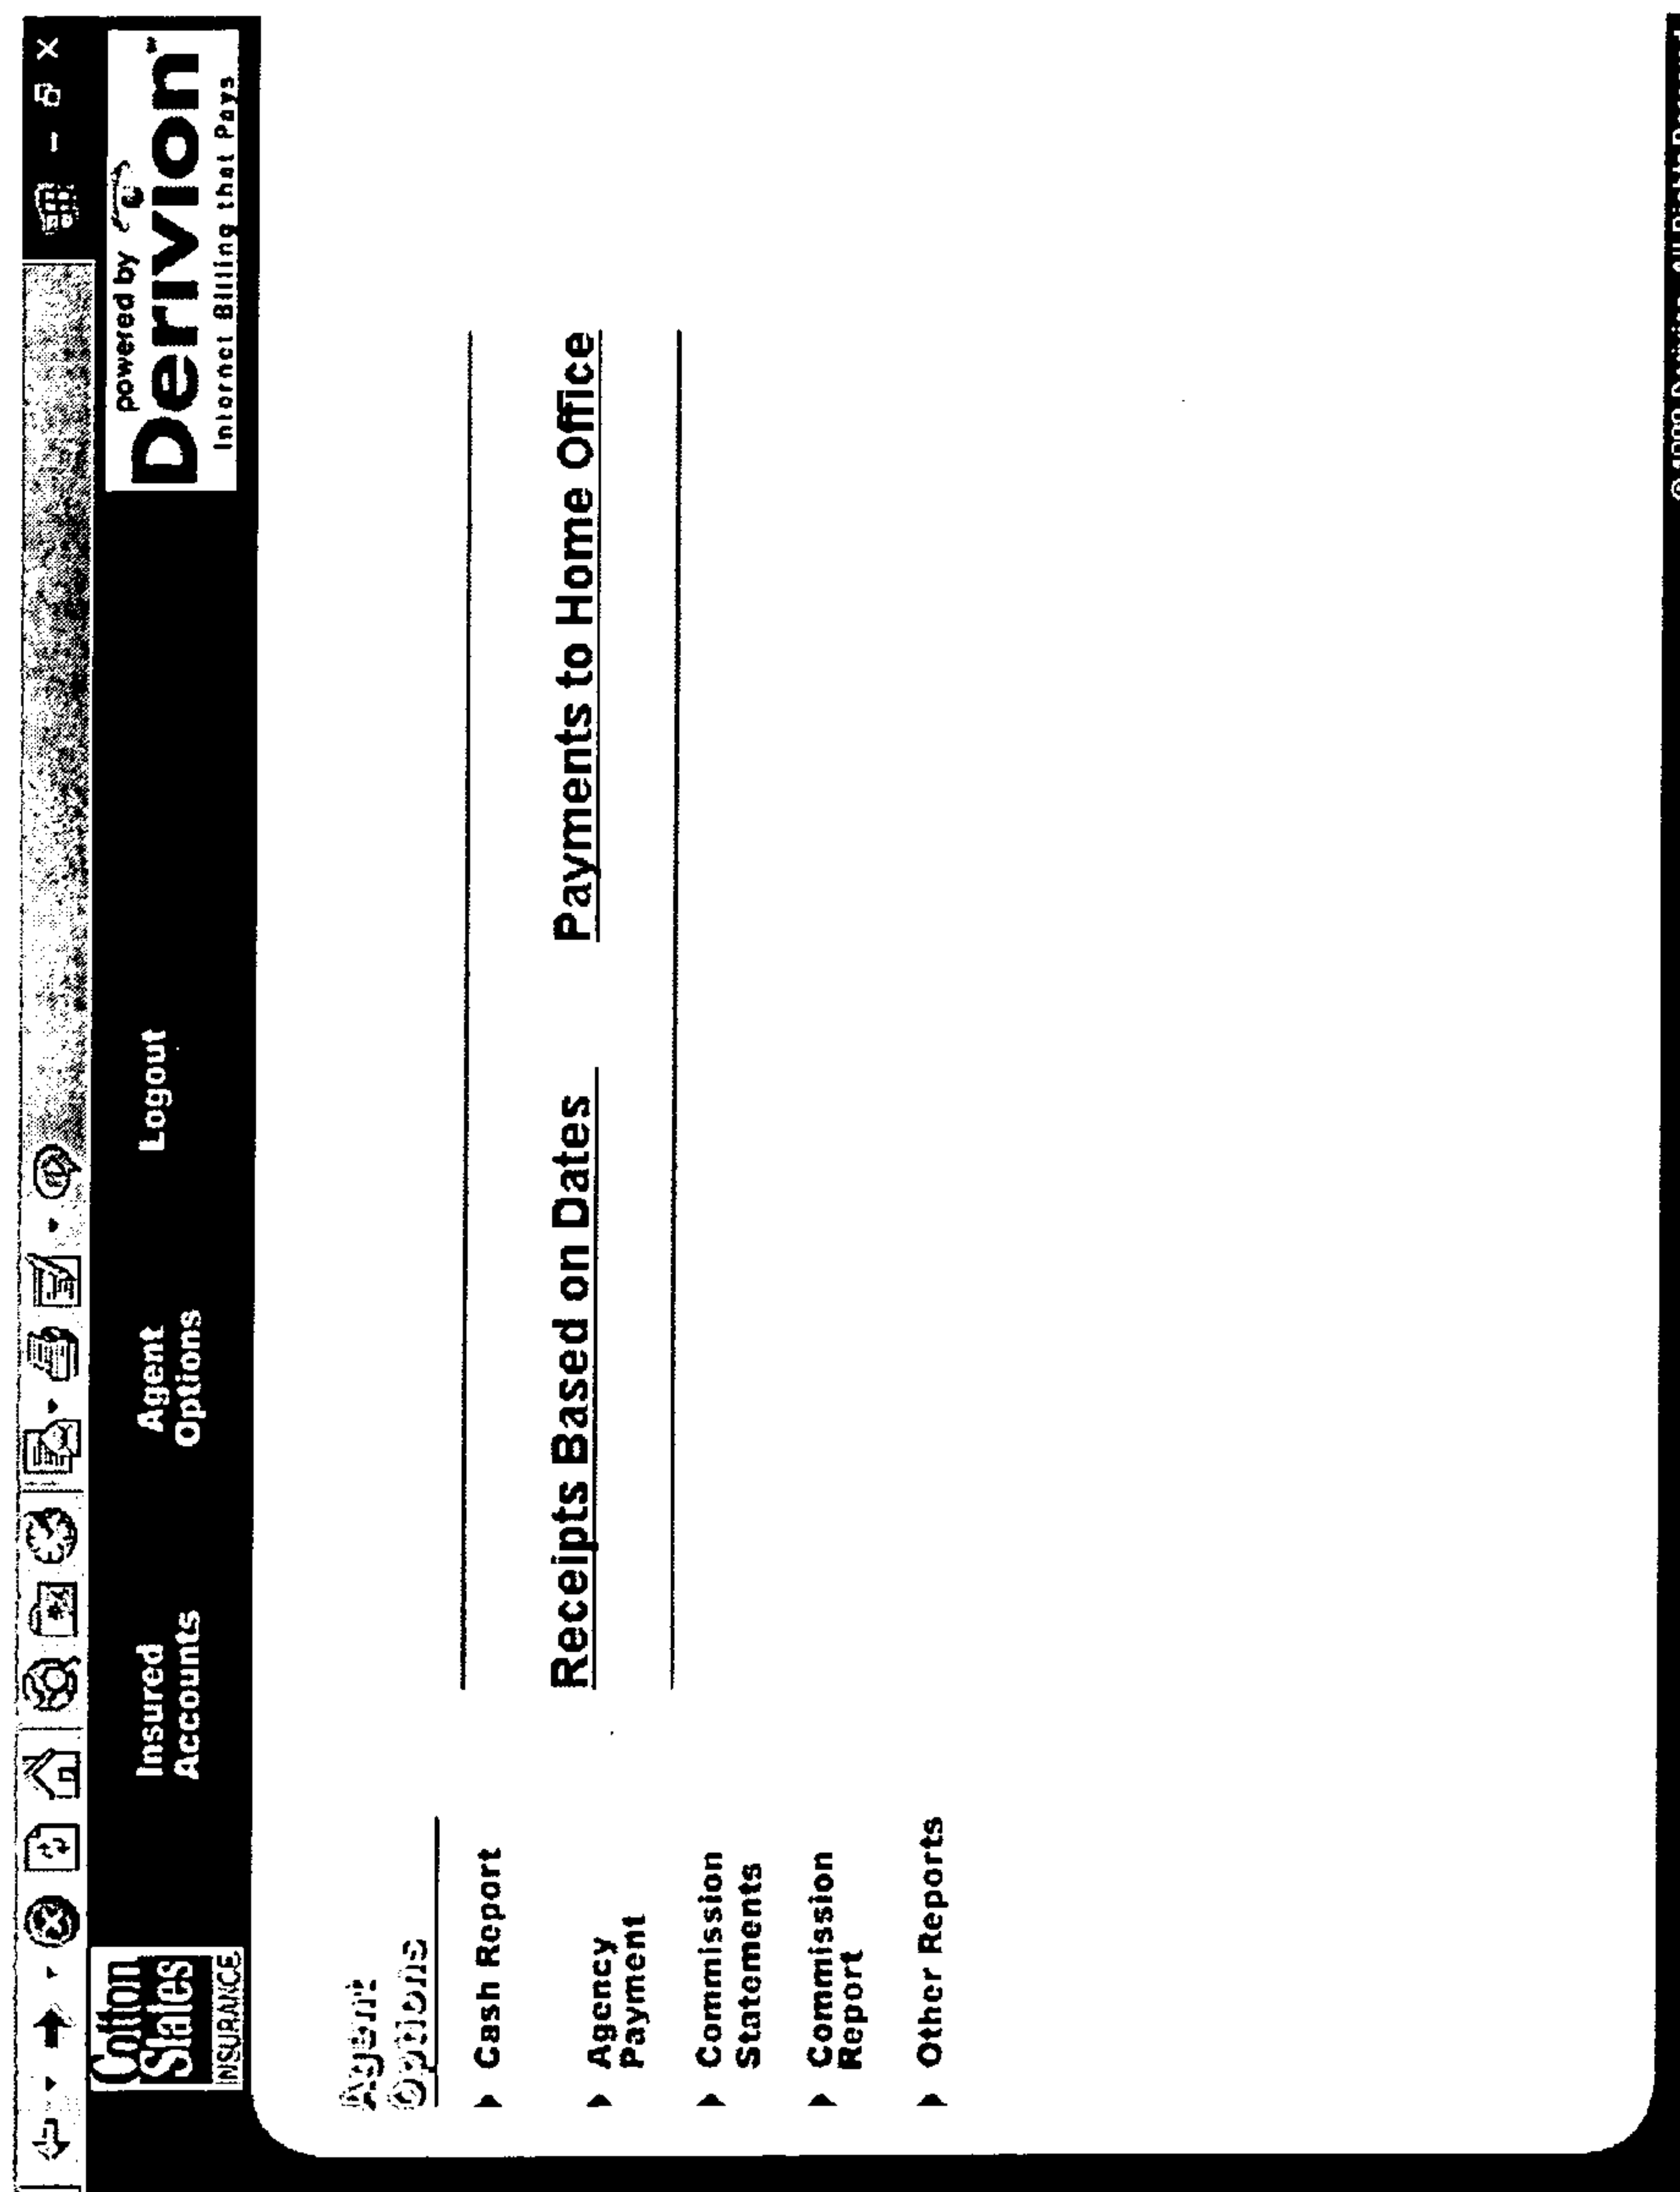 Cotton
States
INSURANCE
Insured
Accounts
Agent
Options
Logout
powered by
Derivion
Internet Billing that Pays
Agent
Options
Cash Report
Agency
Payment
Commission
Statements
Commission
Report
Other Reports
Receipts Based on Dates
Payments to Home Office